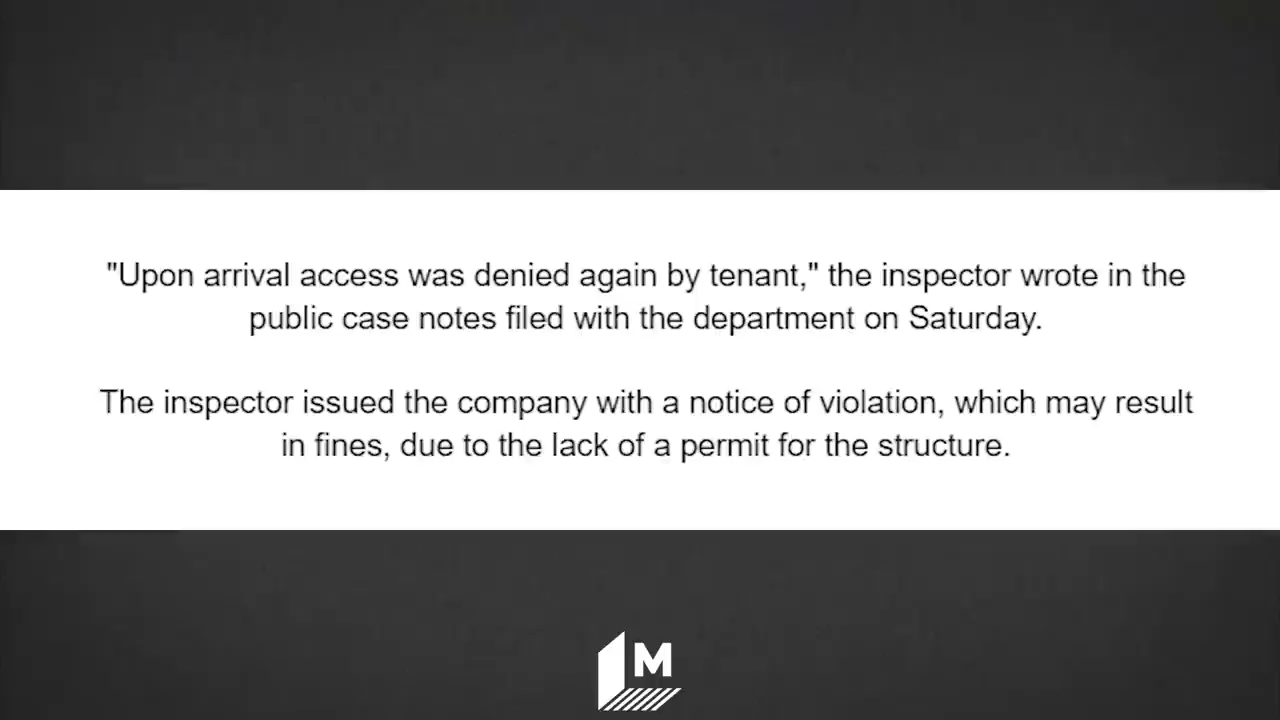 "Upon arrival access was denied again by tenant," the inspector wrote in the
public case notes filed with the department on Saturday.
The inspector issued the company with a notice of violation, which may result
in fines, due to the lack of a permit for the structure.
M